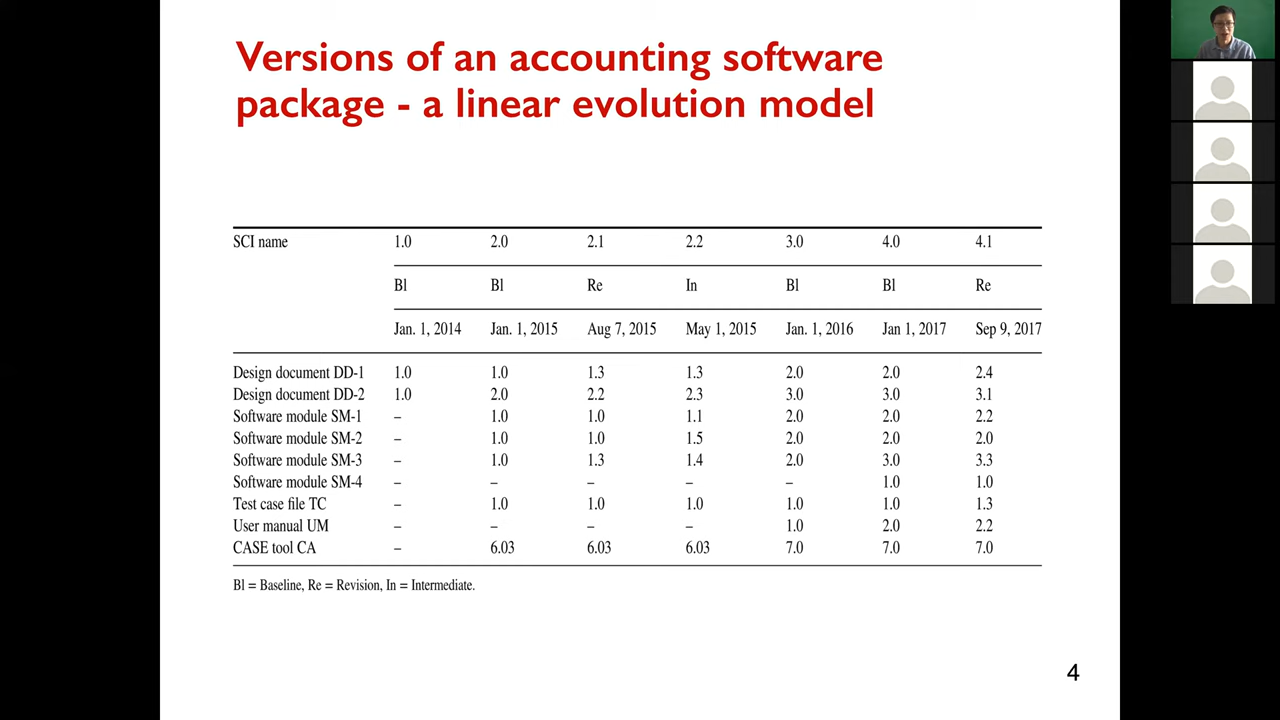 Versions of an accounting software
package - a linear evolution model
SCI name 1.0 2.0 2.1 2.2 3.0 4.0 4.1
Bl Bl Re In Bl Bl Re
Jan. 1, 2014 Jan. 1, 2015 Aug 7, 2015 May 1, 2015 Jan. 1, 2016 Jan 1, 2017 Sep 9, 2017
Design document DD-1 1.0 1.0 1.3 1.3 2.0 2.0 2.4
Design document DD-2 1.0 2.0 2.2 2.3 3.0 3.0 3.1
Software module SM-1 – 1.0 1.0 1.1 2.0 2.0 2.2
Software module SM-2 – 1.0 1.0 1.5 2.0 2.0 2.0
Software module SM-3 – 1.0 1.3 1.4 2.0 3.0 3.3
Software module SM-4 – – – – – 1.0 1.0
Test case file TC – 1.0 1.0 1.0 1.0 1.0 1.3
User manual UM – – – – 1.0 2.0 2.2
CASE tool CA – 6.03 6.03 6.03 7.0 7.0 7.0
Bl = Baseline, Re = Revision, In = Intermediate.
4